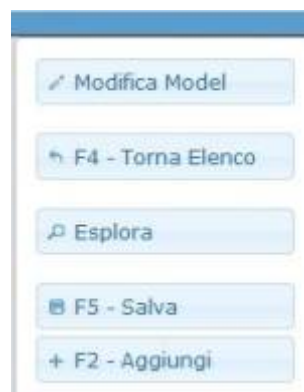 Modifica Model
F4 - Torna Elenco
Esplora
F5 - Salva
F2 - Aggiungi